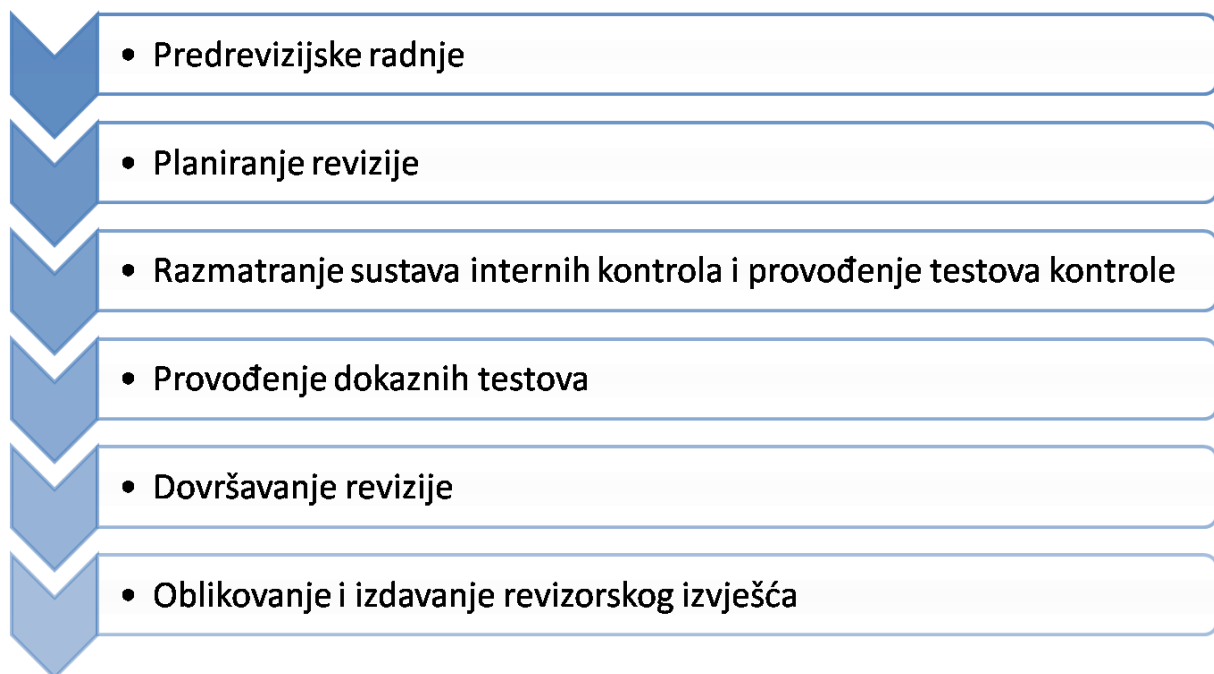 • Predrevizijske radnje
• Planiranje revizije
• Razmatranje sustava internih kontrola i provođenje testova kontrole
• Provođenje dokaznih testova
• Dovršavanje revizije
• Oblikovanje i izdavanje revizorskog izvješća